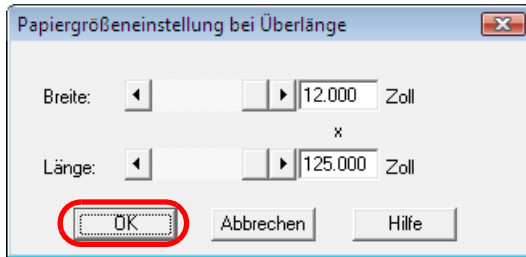 Papiergrößeneinstellung bei Überlänge
Breite: 12.000 Zoll
x
Länge: 125.000 Zoll
OK Abbrechen Hilfe